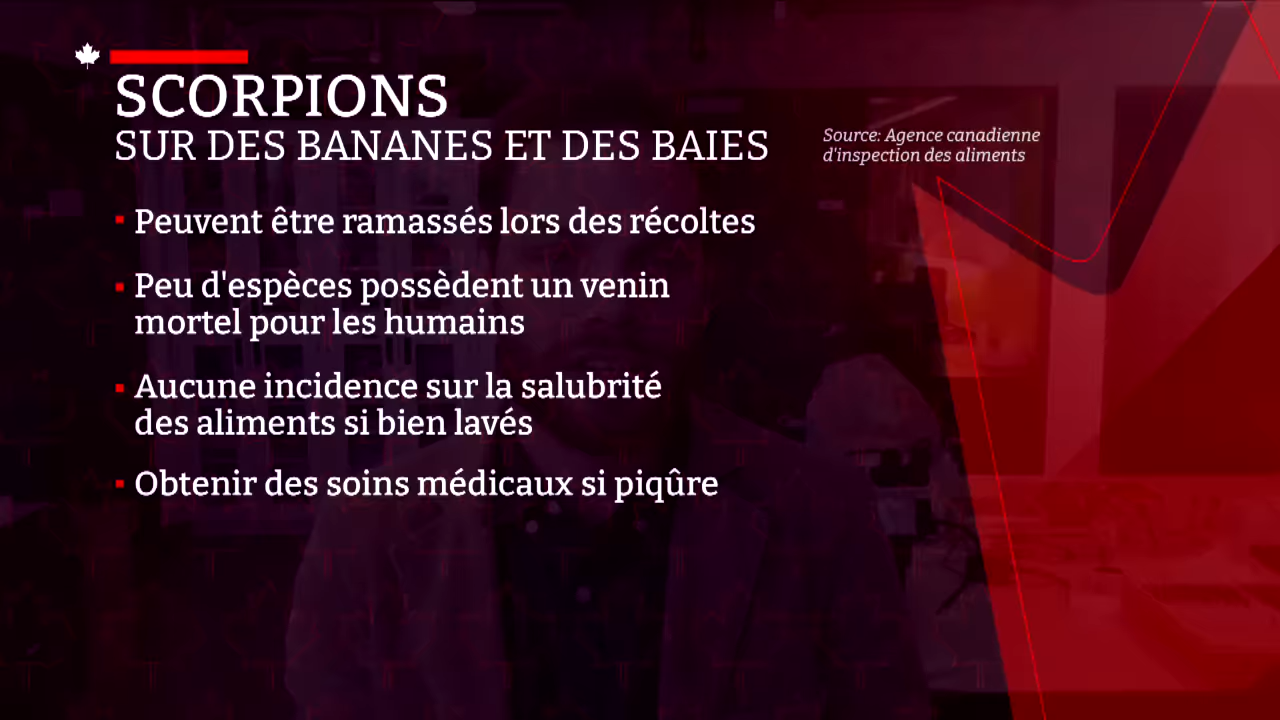 SCORPIONS
SUR DES BANANES ET DES BAIES
Source: Agence canadienne
d'inspection des aliments
Peuvent être ramassés lors des récoltes
Peu d'espèces possèdent un venin
mortel pour les humains
Aucune incidence sur la salubrité
des aliments si bien lavés
Obtenir des soins médicaux si piqûre